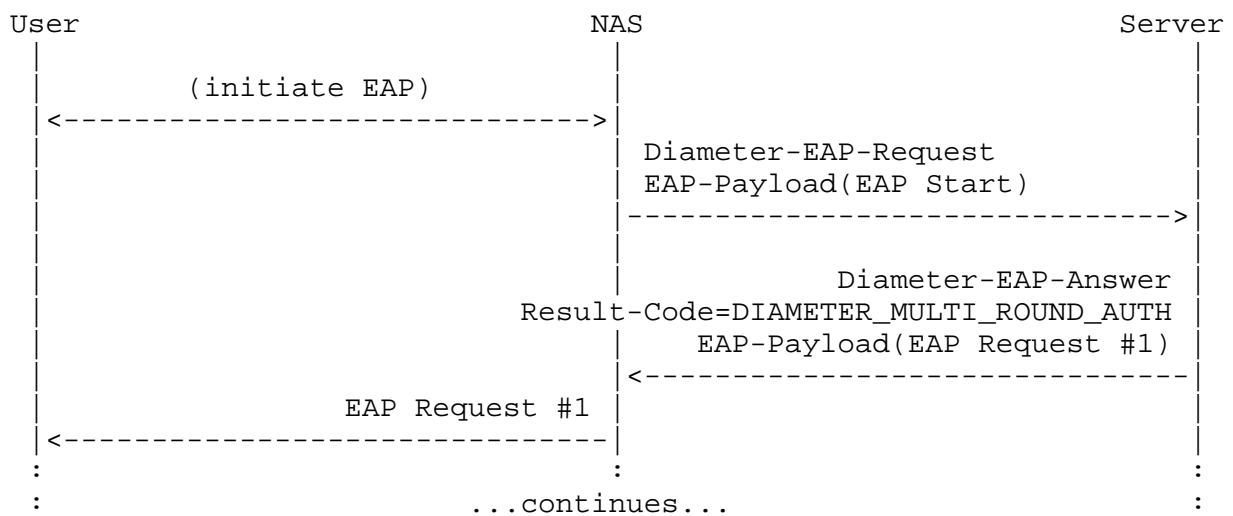 User NAS Server
(initiate EAP)
Diameter-EAP-Request
EAP-Payload(EAP Start)
Diameter-EAP-Answer
Result-Code=DIAMETER_MULTI_ROUND_AUTH
EAP-Payload(EAP Request #1)
EAP Request #1
...continues...